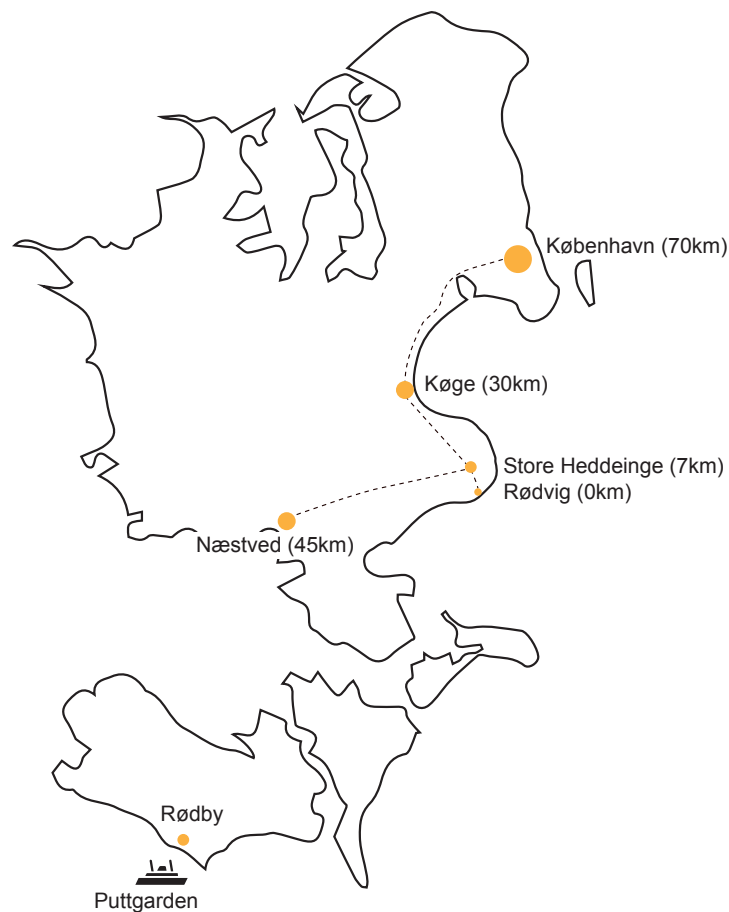 København (70km)
Køge (30km)
Store Heddeinge (7km)
Rødvig (0km)
Næstved (45km)
Rødby
Puttgarden